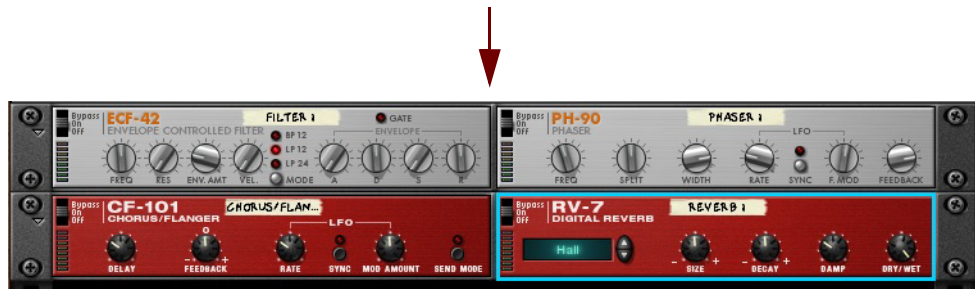 Bypass
On
Off
ECF-42
ENVELOPE CONTROLLED FILTER
FILTER 1
GATE
ENVELOPE
BP 12
LP 12
LP 24
FREQ RES ENV. AMT VEL. MODE A D S R
Bypass
On
Off
PH-90
PHASER
PHASER 1
LFO
FREQ SPLIT WIDTH RATE SYNC F. MOD FEEDBACK
Bypass
On
Off
CF-101
CHORUS/FLANGER
CHORUS/FLAN...
LFO
0
- +
DELAY FEEDBACK RATE SYNC MOD AMOUNT SEND MODE
Bypass
On
Off
RV-7
DIGITAL REVERB
REVERB 1
Hall
- + - +
SIZE DECAY DAMP DRY/WET